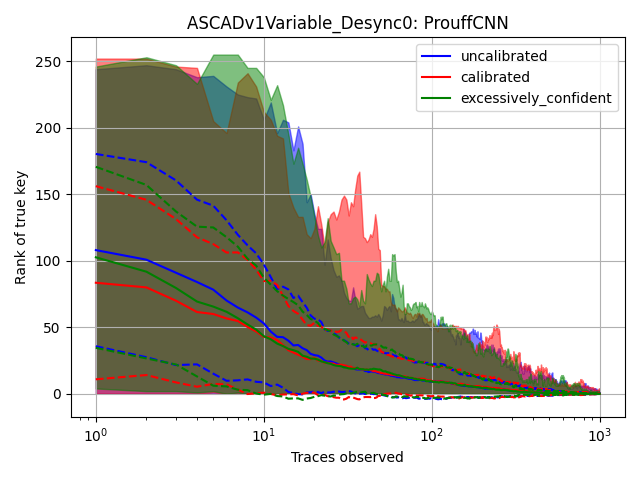 ASCADv1Variable_Desync0: ProuffCNN
uncalibrated
calibrated
excessively_confident
Rank of true key
250
200
150
100
50
0
10⁰
10¹
10²
10³
Traces observed